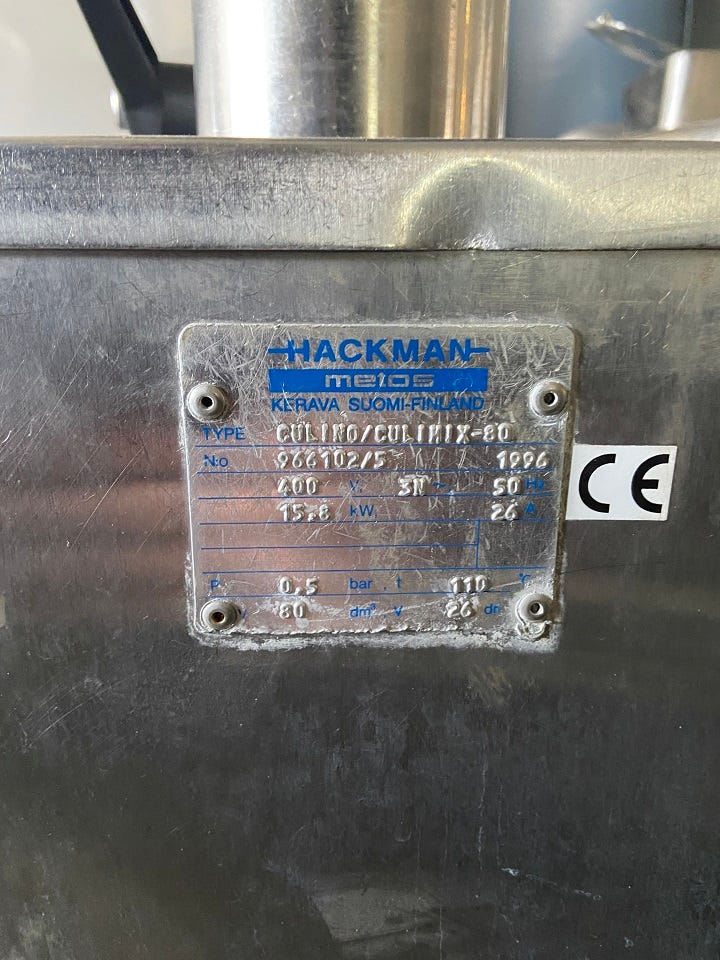 HACKMAN
metos
KERAVA SUOMI-FINLAND
TYPE CULINO/CULIMIX-80
N:o 966102/5 1996
400 V, 3N ~, 50 Hz
15.8 kW 26 A
P 0.5 bar, t 110 °C
80 dm³ V 26 dm
CE